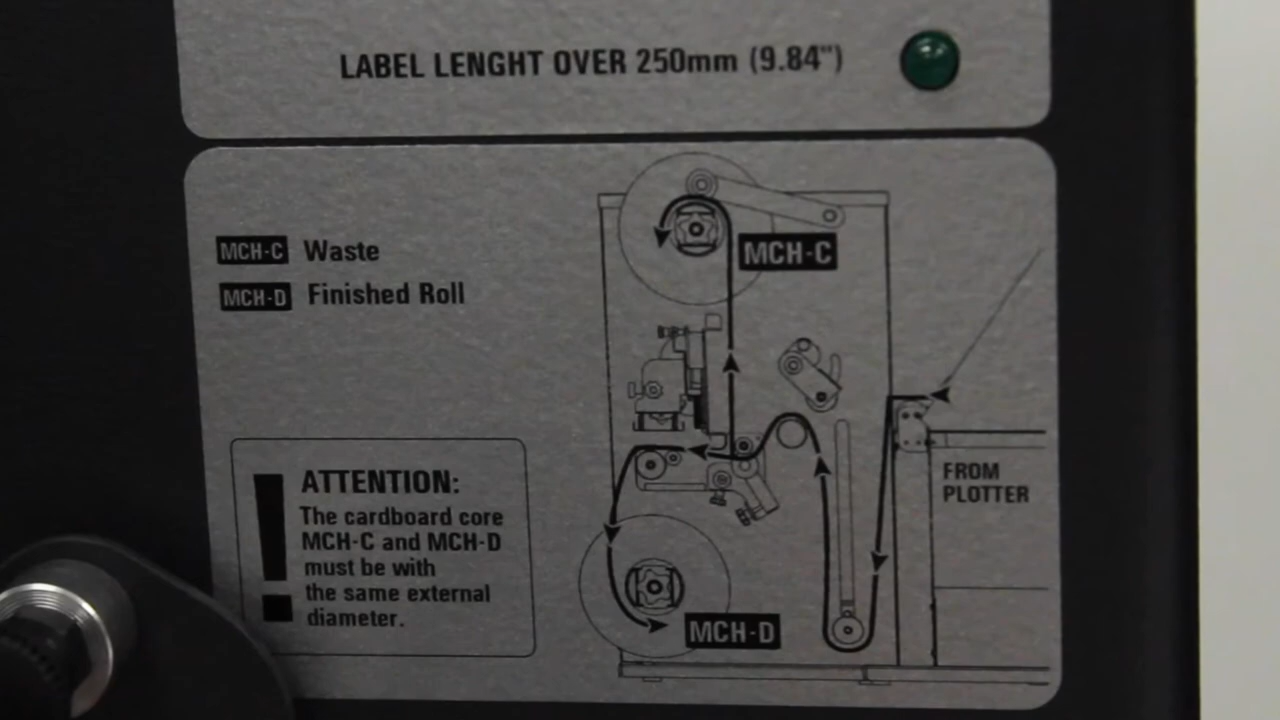 LABEL LENGHT OVER 250mm (9.84")
MCH-C Waste
MCH-D Finished Roll
MCH-C
FROM
PLOTTER
ATTENTION:
The cardboard core
MCH-C and MCH-D
must be with
the same external
diameter.
MCH-D